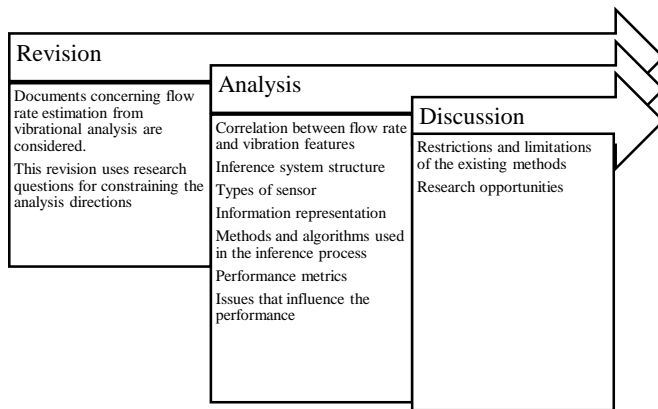 Revision
Documents concerning flow
rate estimation from
vibrational analysis are
considered.
This revision uses research
questions for constraining the
analysis directions
Analysis
Correlation between flow rate
and vibration features
Inference system structure
Types of sensor
Information representation
Methods and algorithms used
in the inference process
Performance metrics
Issues that influence the
performance
Discussion
Restrictions and limitations
of the existing methods
Research opportunities